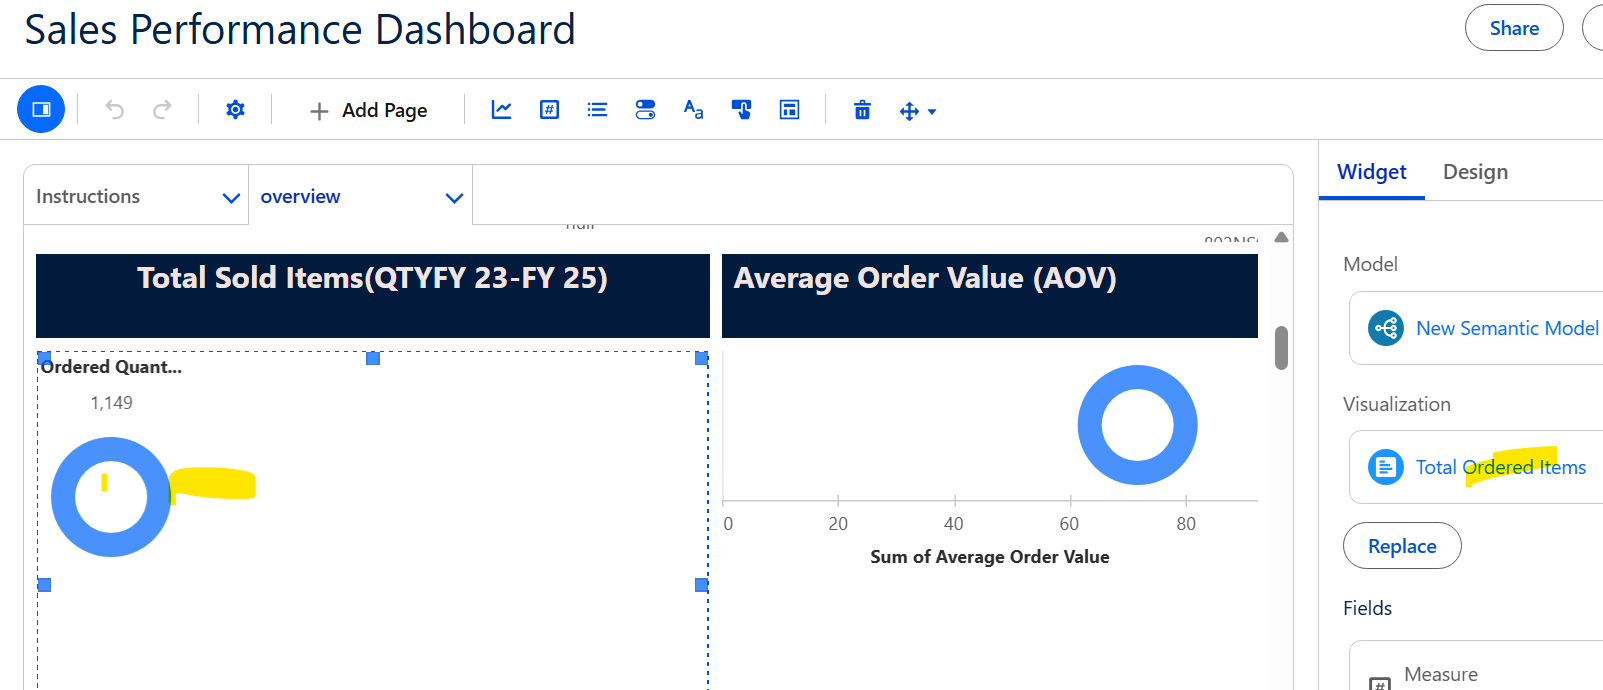 Sales Performance Dashboard
Share
Add Page
Instructions
overview
null
Total Sold Items(QTYFY 23-FY 25)
Average Order Value (AOV)
Ordered Quant...
1,149
0 20 40 60 80
Sum of Average Order Value
Widget Design
Model
New Semantic Model
Visualization
Total Ordered Items
Replace
Fields
Measure